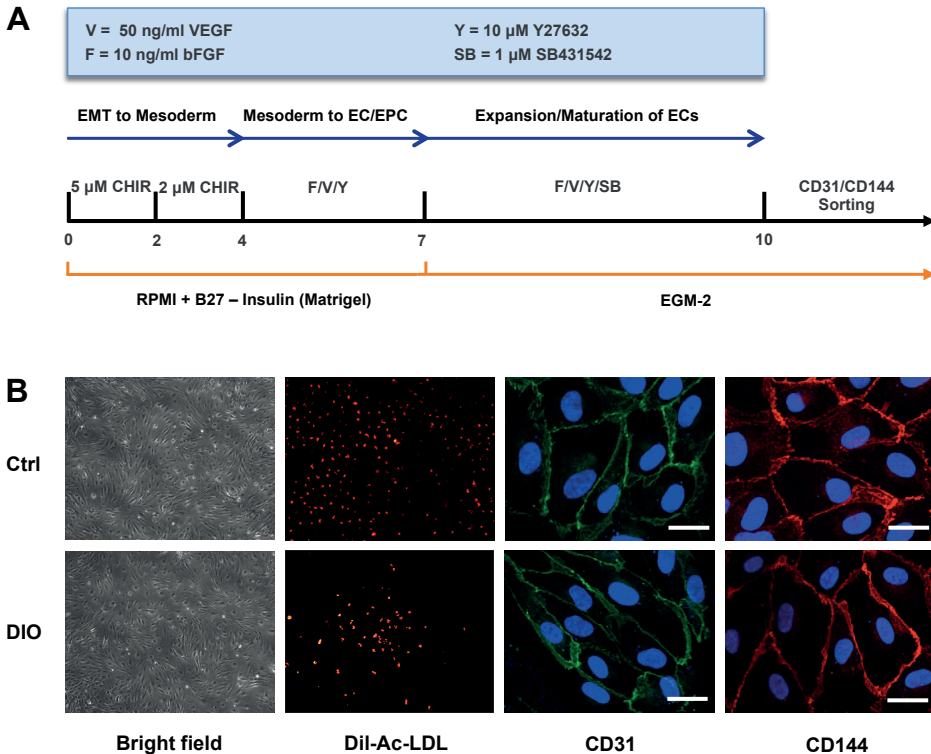 A
V = 50 ng/ml VEGF
Y = 10 µM Y27632
F = 10 ng/ml bFGF
SB = 1 µM SB431542
EMT to Mesoderm
Mesoderm to EC/EPC
Expansion/Maturation of ECs
5 µM CHIR
2 µM CHIR
F/V/Y
F/V/Y/SB
CD31/CD144
Sorting
0
2
4
7
10
RPMI + B27 – Insulin (Matrigel)
EGM-2
B
Ctrl
DIO
Bright field
Dil-Ac-LDL
CD31
CD144